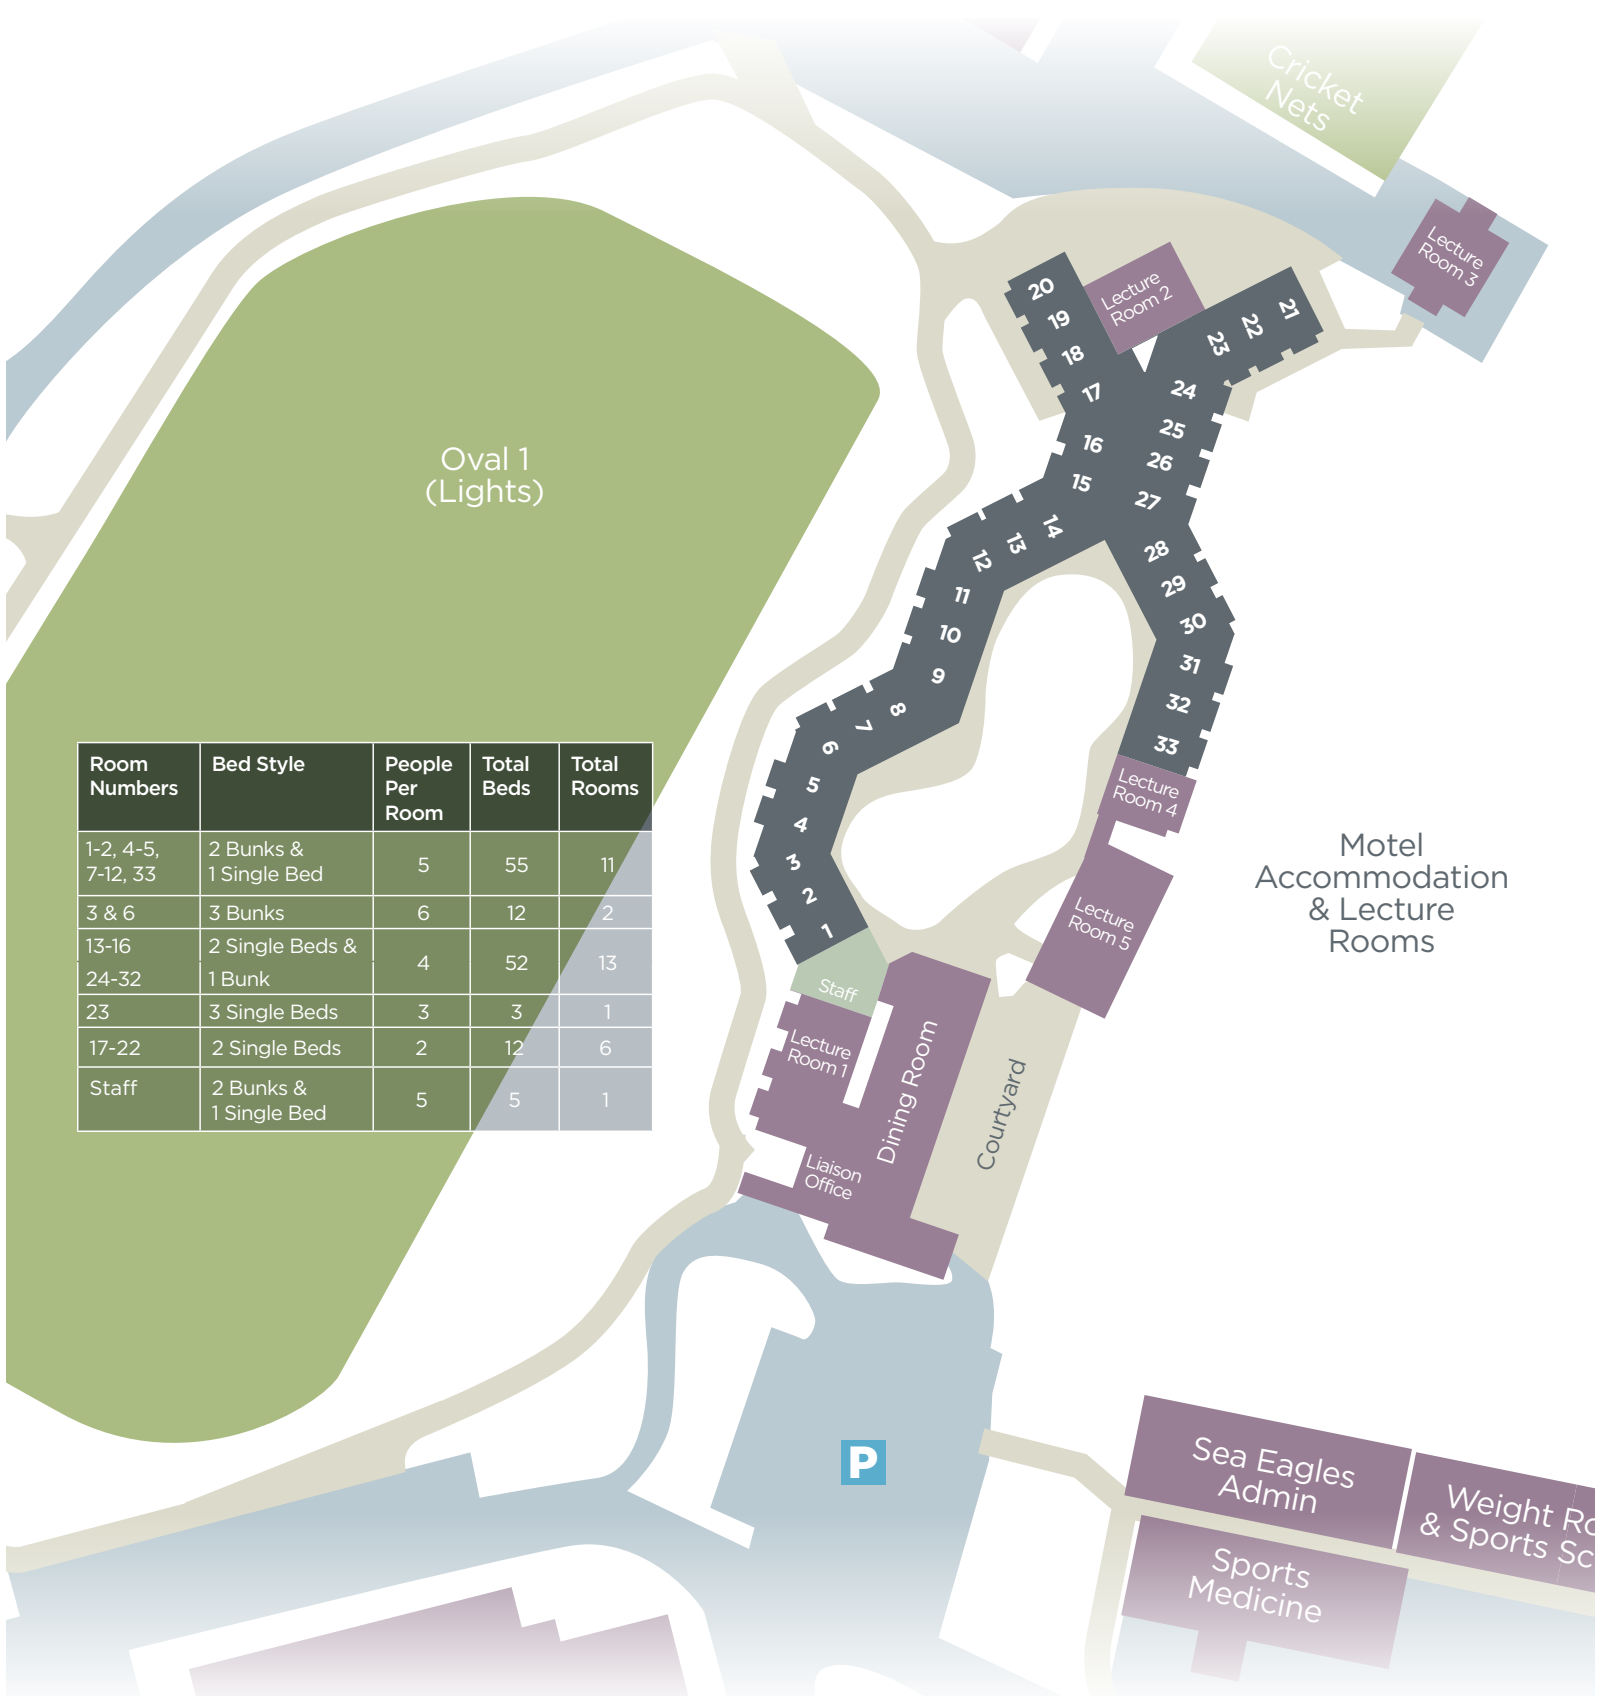 Cricket
Nets
Lecture
Room 3
20
Lecture
Room 2
21
19
22
23
18
17
24
25
16
26
15
27
14
13
12
28
29
11
30
10
31
9
32
8
7
33
6
5
4
3
2
1
Oval 1
(Lights)
Room
Numbers
Bed Style
People
Per
Room
Total
Beds
Total
Rooms
1-2, 4-5,
7-12, 33
2 Bunks &
1 Single Bed
5
55
11
3 & 6
3 Bunks
6
12
2
13-16
24-32
2 Single Beds &
1 Bunk
4
52
13
23
3 Single Beds
3
3
1
17-22
2 Single Beds
2
12
6
Staff
2 Bunks &
1 Single Bed
5
5
1
Lecture
Room 4
Motel
Accommodation
& Lecture
Rooms
Lecture
Room 5
Staff
Lecture
Room 1
Dining Room
Courtyard
Liaison
Office
P
Sea Eagles
Admin
Weight Ro
& Sports Sc
Sports
Medicine